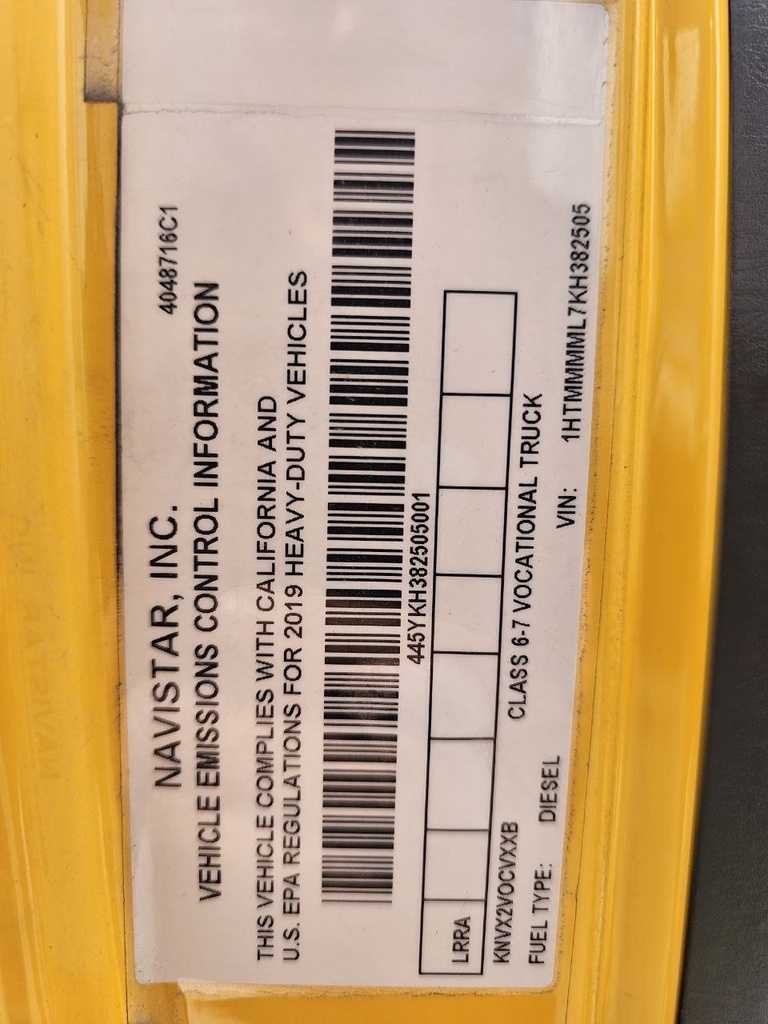 4048716C1
NAVISTAR, INC.
VEHICLE EMISSIONS CONTROL INFORMATION
THIS VEHICLE COMPLIES WITH CALIFORNIA AND
U.S. EPA REGULATIONS FOR 2019 HEAVY-DUTY VEHICLES
445YKH382505001
LRRA
KNVX2VOCVXXB
CLASS 6-7 VOCATIONAL TRUCK
FUEL TYPE: DIESEL
VIN: 1HTMMMML7KH382505